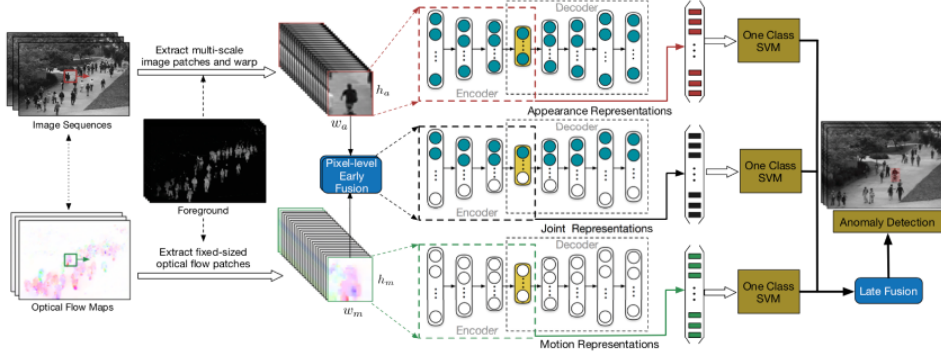 Image Sequences
Extract multi-scale
image patches and warp
Foreground
Optical Flow Maps
Extract fixed-sized
optical flow patches
h_a
w_a
Pixel-level
Early
Fusion
h_m
w_m
Decoder
Encoder
Appearance Representations
One Class
SVM
Decoder
Encoder
Joint Representations
One Class
SVM
Decoder
Encoder
Motion Representations
One Class
SVM
Anomaly Detection
Late Fusion